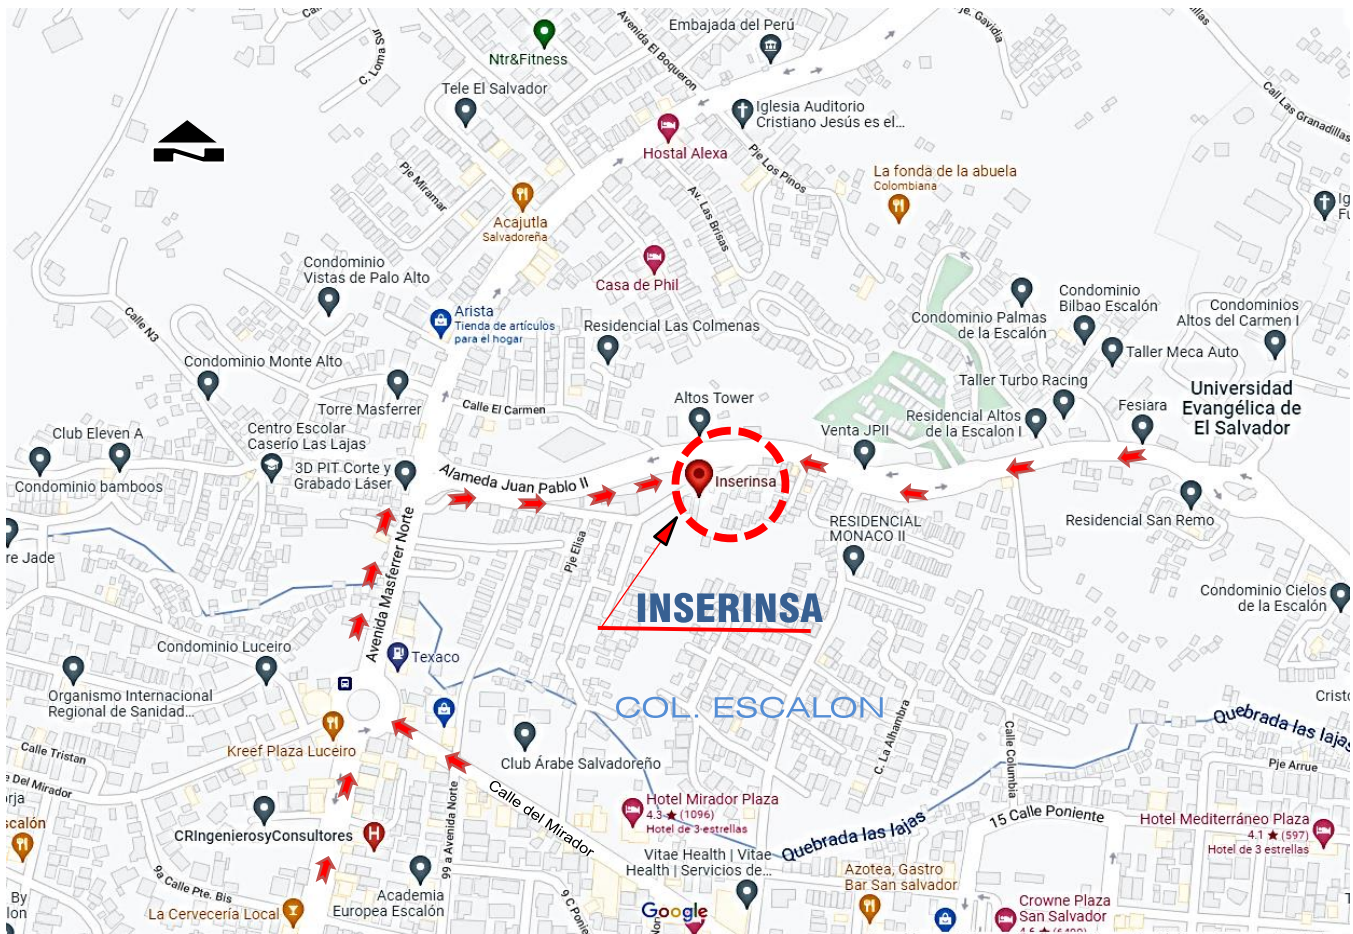 Embajada del Perú
Avenida El Boqueron
C. Loma Sur
Ntr&Fitness
Tele El Salvador
Iglesia Auditorio
Cristiano Jesús es el...
Call Las Granadillas
Hostal Alexa
Pje Los Pinos
Pje Miramar
La fonda de la abuela
Colombiana
Av. Las Brisas
Acajutla
Salvadoreña
Condominio
Vistas de Palo Alto
Casa de Phil
Calle N3
Arista
Tienda de artículos
para el hogar
Residencial Las Colmenas
Condominio Palmas
de la Escalón
Condominio
Bilbao Escalón
Condominios
Altos del Carmen I
Condominio Monte Alto
Taller Meca Auto
Taller Turbo Racing
Universidad
Evangélica de
El Salvador
Torre Masferrer
Calle El Carmen
Altos Tower
Fesiara
Residencial Altos
de la Escalon I
Venta JPII
Centro Escolar
Caserío Las Lajas
Club Eleven A
3D PIT Corte y
Grabado Láser
Alameda Juan Pablo II
Condominio bamboos
Inserinsa
RESIDENCIAL
MONACO II
Residencial San Remo
re Jade
Pje Elisa
Avenida Masferrer Norte
INSERINSA
Condominio Cielos
de la Escalón
Condominio Luceiro
Texaco
Organismo Internacional
Regional de Sanidad...
COL. ESCALON
C. La Alhambra
Calle Columbia
Quebrada las lajas
Kreef Plaza Luceiro
Calle Tristan
Club Árabe Salvadoreño
Pje Arrue
e Del Mirador
Calle del Mirador
99 a Avenida Norte
Hotel Mirador Plaza
4.3 ★ (1096)
Hotel de 3 estrellas
15 Calle Poniente
Hotel Mediterráneo Plaza
4.1 ★ (597)
Hotel de 3 estrellas
CRIngenierosyConsultores
Quebrada las lajas
Vitae Health | Vitae
Health | Servicios de...
Azotea, Gastro
Bar San salvador
9a Calle Pte. Bis
Academia
Europea Escalón
9 C Poniente
La Cervecería Local
Google
Crowne Plaza
San Salvador